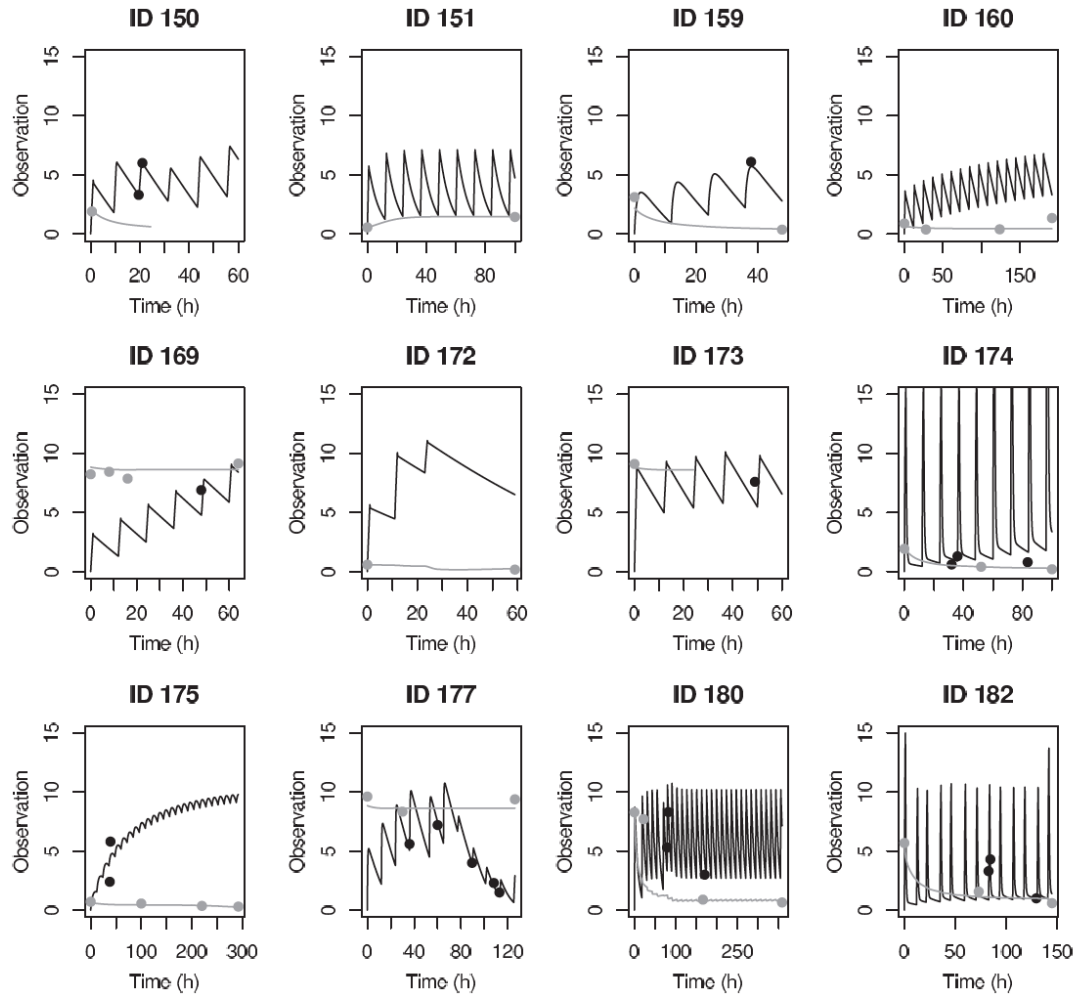 ID 150 ID 151 ID 159 ID 160
Observation Observation Observation Observation
15 15 15 15
10 10 10 10
5 5 5 5
0 0 0 0
0 20 40 60 0 40 80 0 20 40 0 50 150
Time (h) Time (h) Time (h) Time (h)
ID 169 ID 172 ID 173 ID 174
Observation Observation Observation Observation
15 15 15 15
10 10 10 10
5 5 5 5
0 0 0 0
0 20 40 60 0 20 40 60 0 20 40 60 0 40 80
Time (h) Time (h) Time (h) Time (h)
ID 175 ID 177 ID 180 ID 182
Observation Observation Observation Observation
15 15 15 15
10 10 10 10
5 5 5 5
0 0 0 0
0 100 200 300 0 40 80 120 0 100 250 0 50 100 150
Time (h) Time (h) Time (h) Time (h)